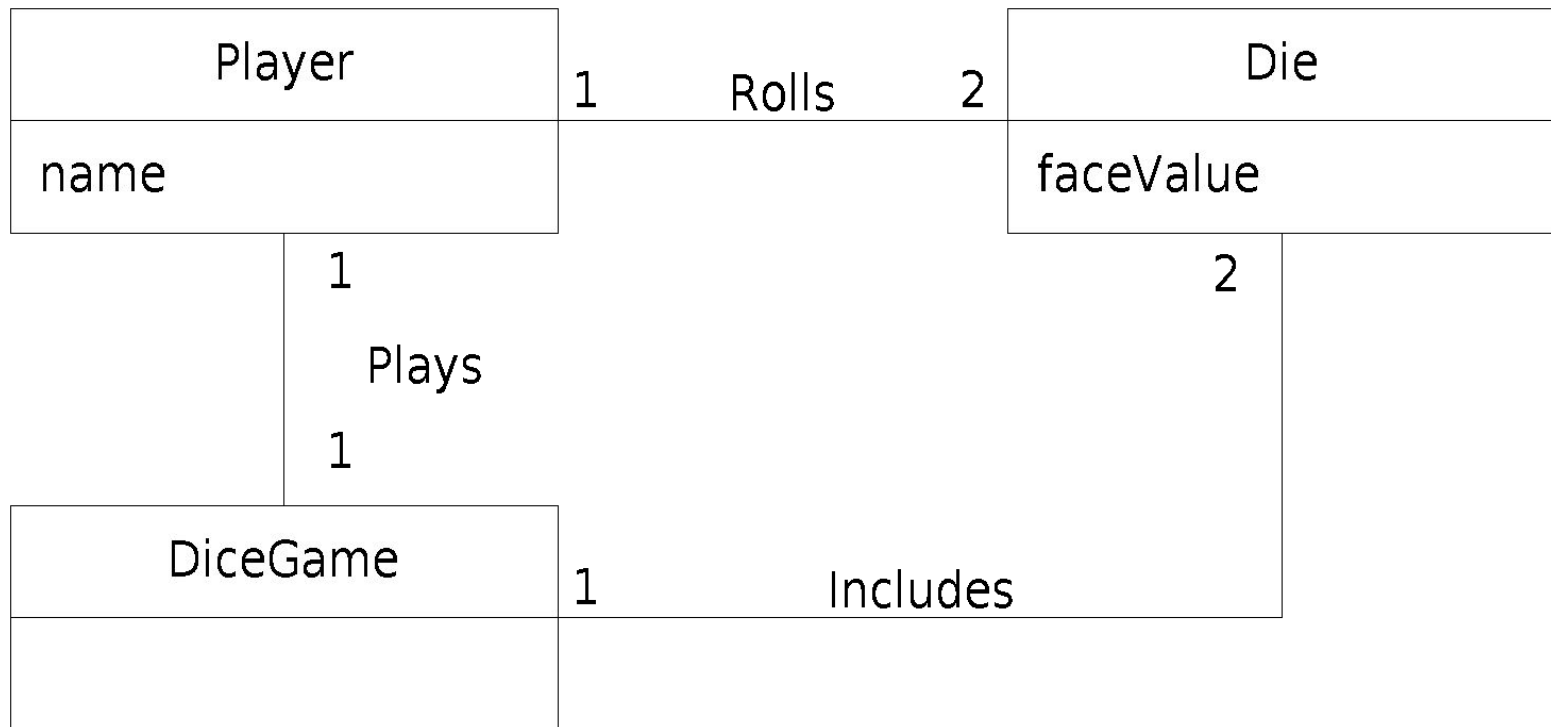 Player
1
Rolls
2
Die
name
faceValue
1
2
Plays
1
DiceGame
1
Includes